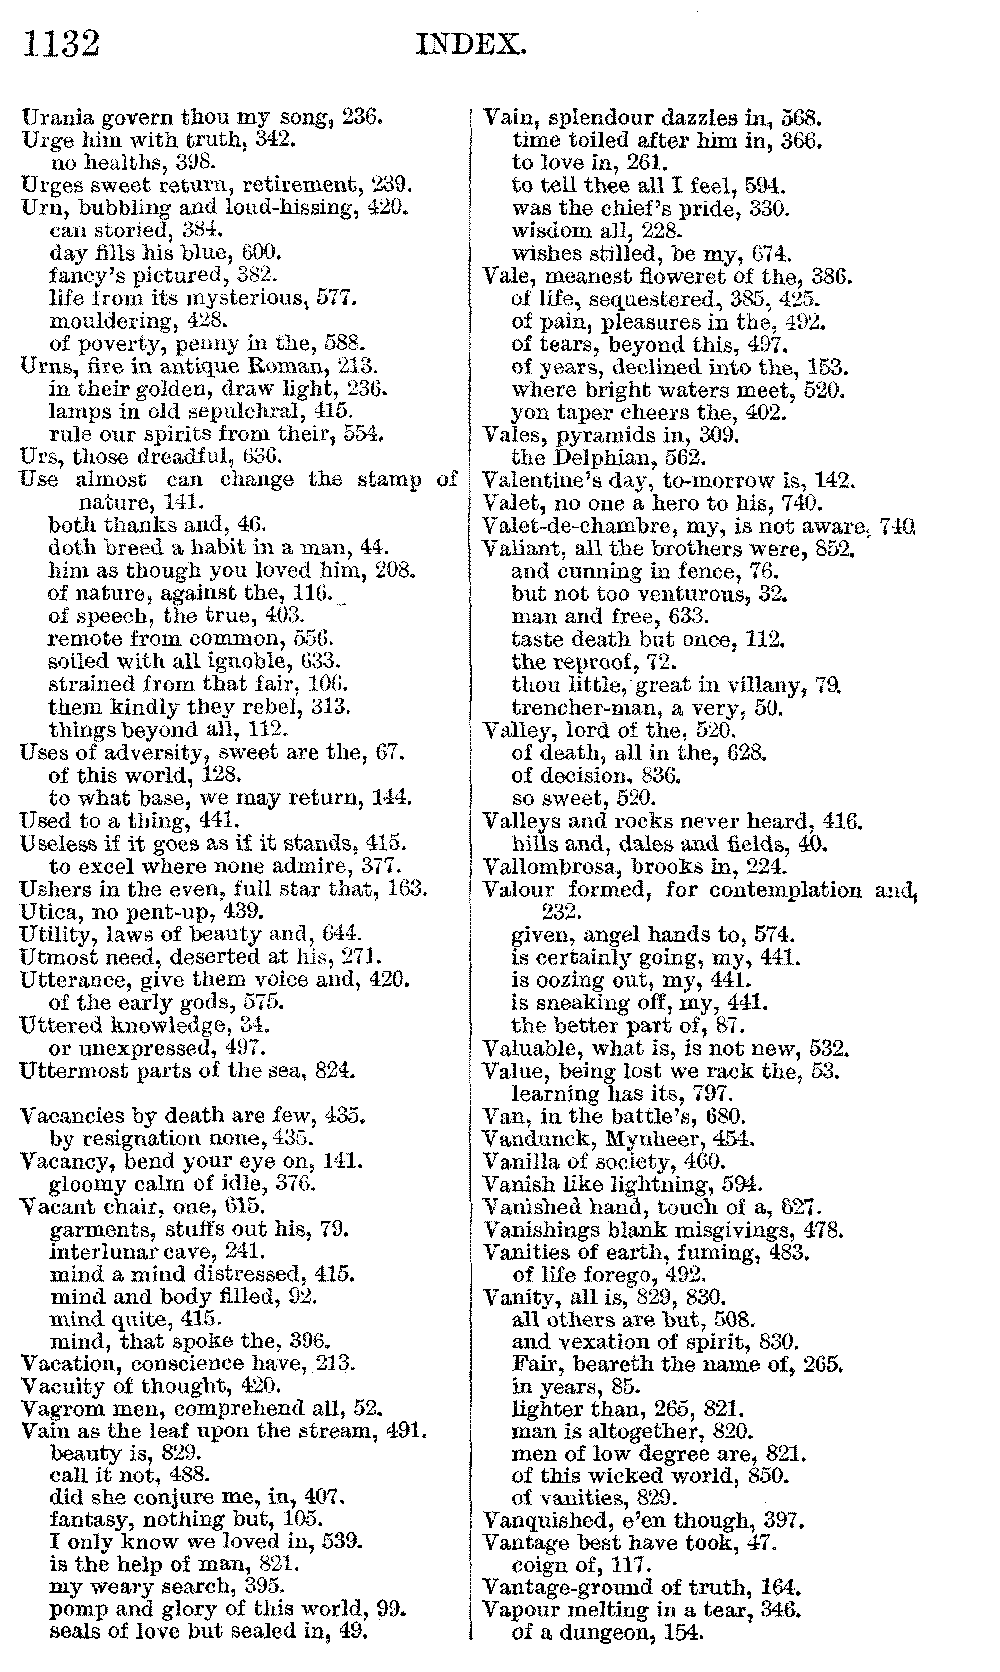 1132
INDEX.
Urania govern thou my song, 236.
Urge him with truth, 342.
no healths, 398.
Urges sweet return, retirement, 239.
Urn, bubbling and loud-hissing, 420.
can storied, 384.
day fills his blue, 600.
fancy's pictured, 382.
life from its mysterious, 577.
mouldering, 428.
of poverty, penny in the, 588.
Urns, fire in antique Roman, 213.
in their golden, draw light, 236.
lamps in old sepulchral, 415.
rule our spirits from their, 554.
Urs, those dreadful, 636.
Use almost can change the stamp of
nature, 141.
both thanks and, 46.
doth breed a habit in a man, 44.
him as though you loved him, 208.
of nature, against the, 116.
of speech, the true, 403.
remote from common, 556.
soiled with all ignoble, 633.
strained from that fair, 106.
them kindly they rebel, 313.
things beyond all, 112.
Uses of adversity, sweet are the, 67.
of this world, 128.
to what base, we may return, 144.
Used to a thing, 441.
Useless if it goes as if it stands, 415.
to excel where none admire, 377.
Ushers in the even, full star that, 163.
Utica, no pent-up, 439.
Utility, laws of beauty and, 644.
Utmost need, deserted at his, 271.
Utterance, give them voice and, 420.
of the early gods, 575.
Uttered knowledge, 34.
or unexpressed, 497.
Uttermost parts of the sea, 824.
Vacancies by death are few, 435.
by resignation none, 435.
Vacancy, bend your eye on, 141.
gloomy calm of idle, 376.
Vacant chair, one, 615.
garments, stuffs out his, 79.
interlunar cave, 241.
mind a mind distressed, 415.
mind and body filled, 92.
mind quite, 415.
mind, that spoke the, 396.
Vacation, conscience have, 213.
Vacuity of thought, 420.
Vagrom men, comprehend all, 52.
Vain as the leaf upon the stream, 491.
beauty is, 829.
call it not, 488.
did she conjure me, in, 407.
fantasy, nothing but, 105.
I only know we loved in, 539.
is the help of man, 821.
my weary search, 395.
pomp and glory of this world, 99.
seals of love but sealed in, 49.
Vain, splendour dazzles in, 568.
time toiled after him in, 366.
to love in, 261.
to tell thee all I feel, 594.
was the chief's pride, 330.
wisdom all, 228.
wishes stilled, be my, 674.
Vale, meanest floweret of the, 386.
of life, sequestered, 385, 425.
of pain, pleasures in the, 492.
of tears, beyond this, 497.
of years, declined into the, 153.
where bright waters meet, 520.
yon taper cheers the, 402.
Vales, pyramids in, 309.
the Delphian, 562.
Valentine's day, to-morrow is, 142.
Valet, no one a hero to his, 740.
Valet-de-chambre, my, is not aware, 740.
Valiant, all the brothers were, 852.
and cunning in fence, 76.
but not too venturous, 32.
man and free, 633.
taste death but once, 112.
the reproof, 72.
thou little, great in villany, 79.
trencher-man, a very, 50.
Valley, lord of the, 520.
of death, all in the, 628.
of decision, 836.
so sweet, 520.
Valleys and rocks never heard, 416.
hills and, dales and fields, 40.
Vallombrosa, brooks in, 224.
Valour formed, for contemplation and,
232.
given, angel hands to, 574.
is certainly going, my, 441.
is oozing out, my, 441.
is sneaking off, my, 441.
the better part of, 87.
Valuable, what is, is not new, 532.
Value, being lost we rack the, 53.
learning has its, 797.
Van, in the battle's, 680.
Vandunck, Mynheer, 454.
Vanilla of society, 460.
Vanish like lightning, 594.
Vanished hand, touch of a, 627.
Vanishings blank misgivings, 478.
Vanities of earth, fuming, 483.
of life forego, 492.
Vanity, all is, 829, 830.
all others are but, 508.
and vexation of spirit, 830.
Fair, beareth the name of, 265.
in years, 85.
lighter than, 265, 821.
man is altogether, 820.
men of low degree are, 821.
of this wicked world, 850.
of vanities, 829.
Vanquished, e'en though, 397.
Vantage best have took, 47.
coign of, 117.
Vantage-ground of truth, 164.
Vapour melting in a tear, 346.
of a dungeon, 154.